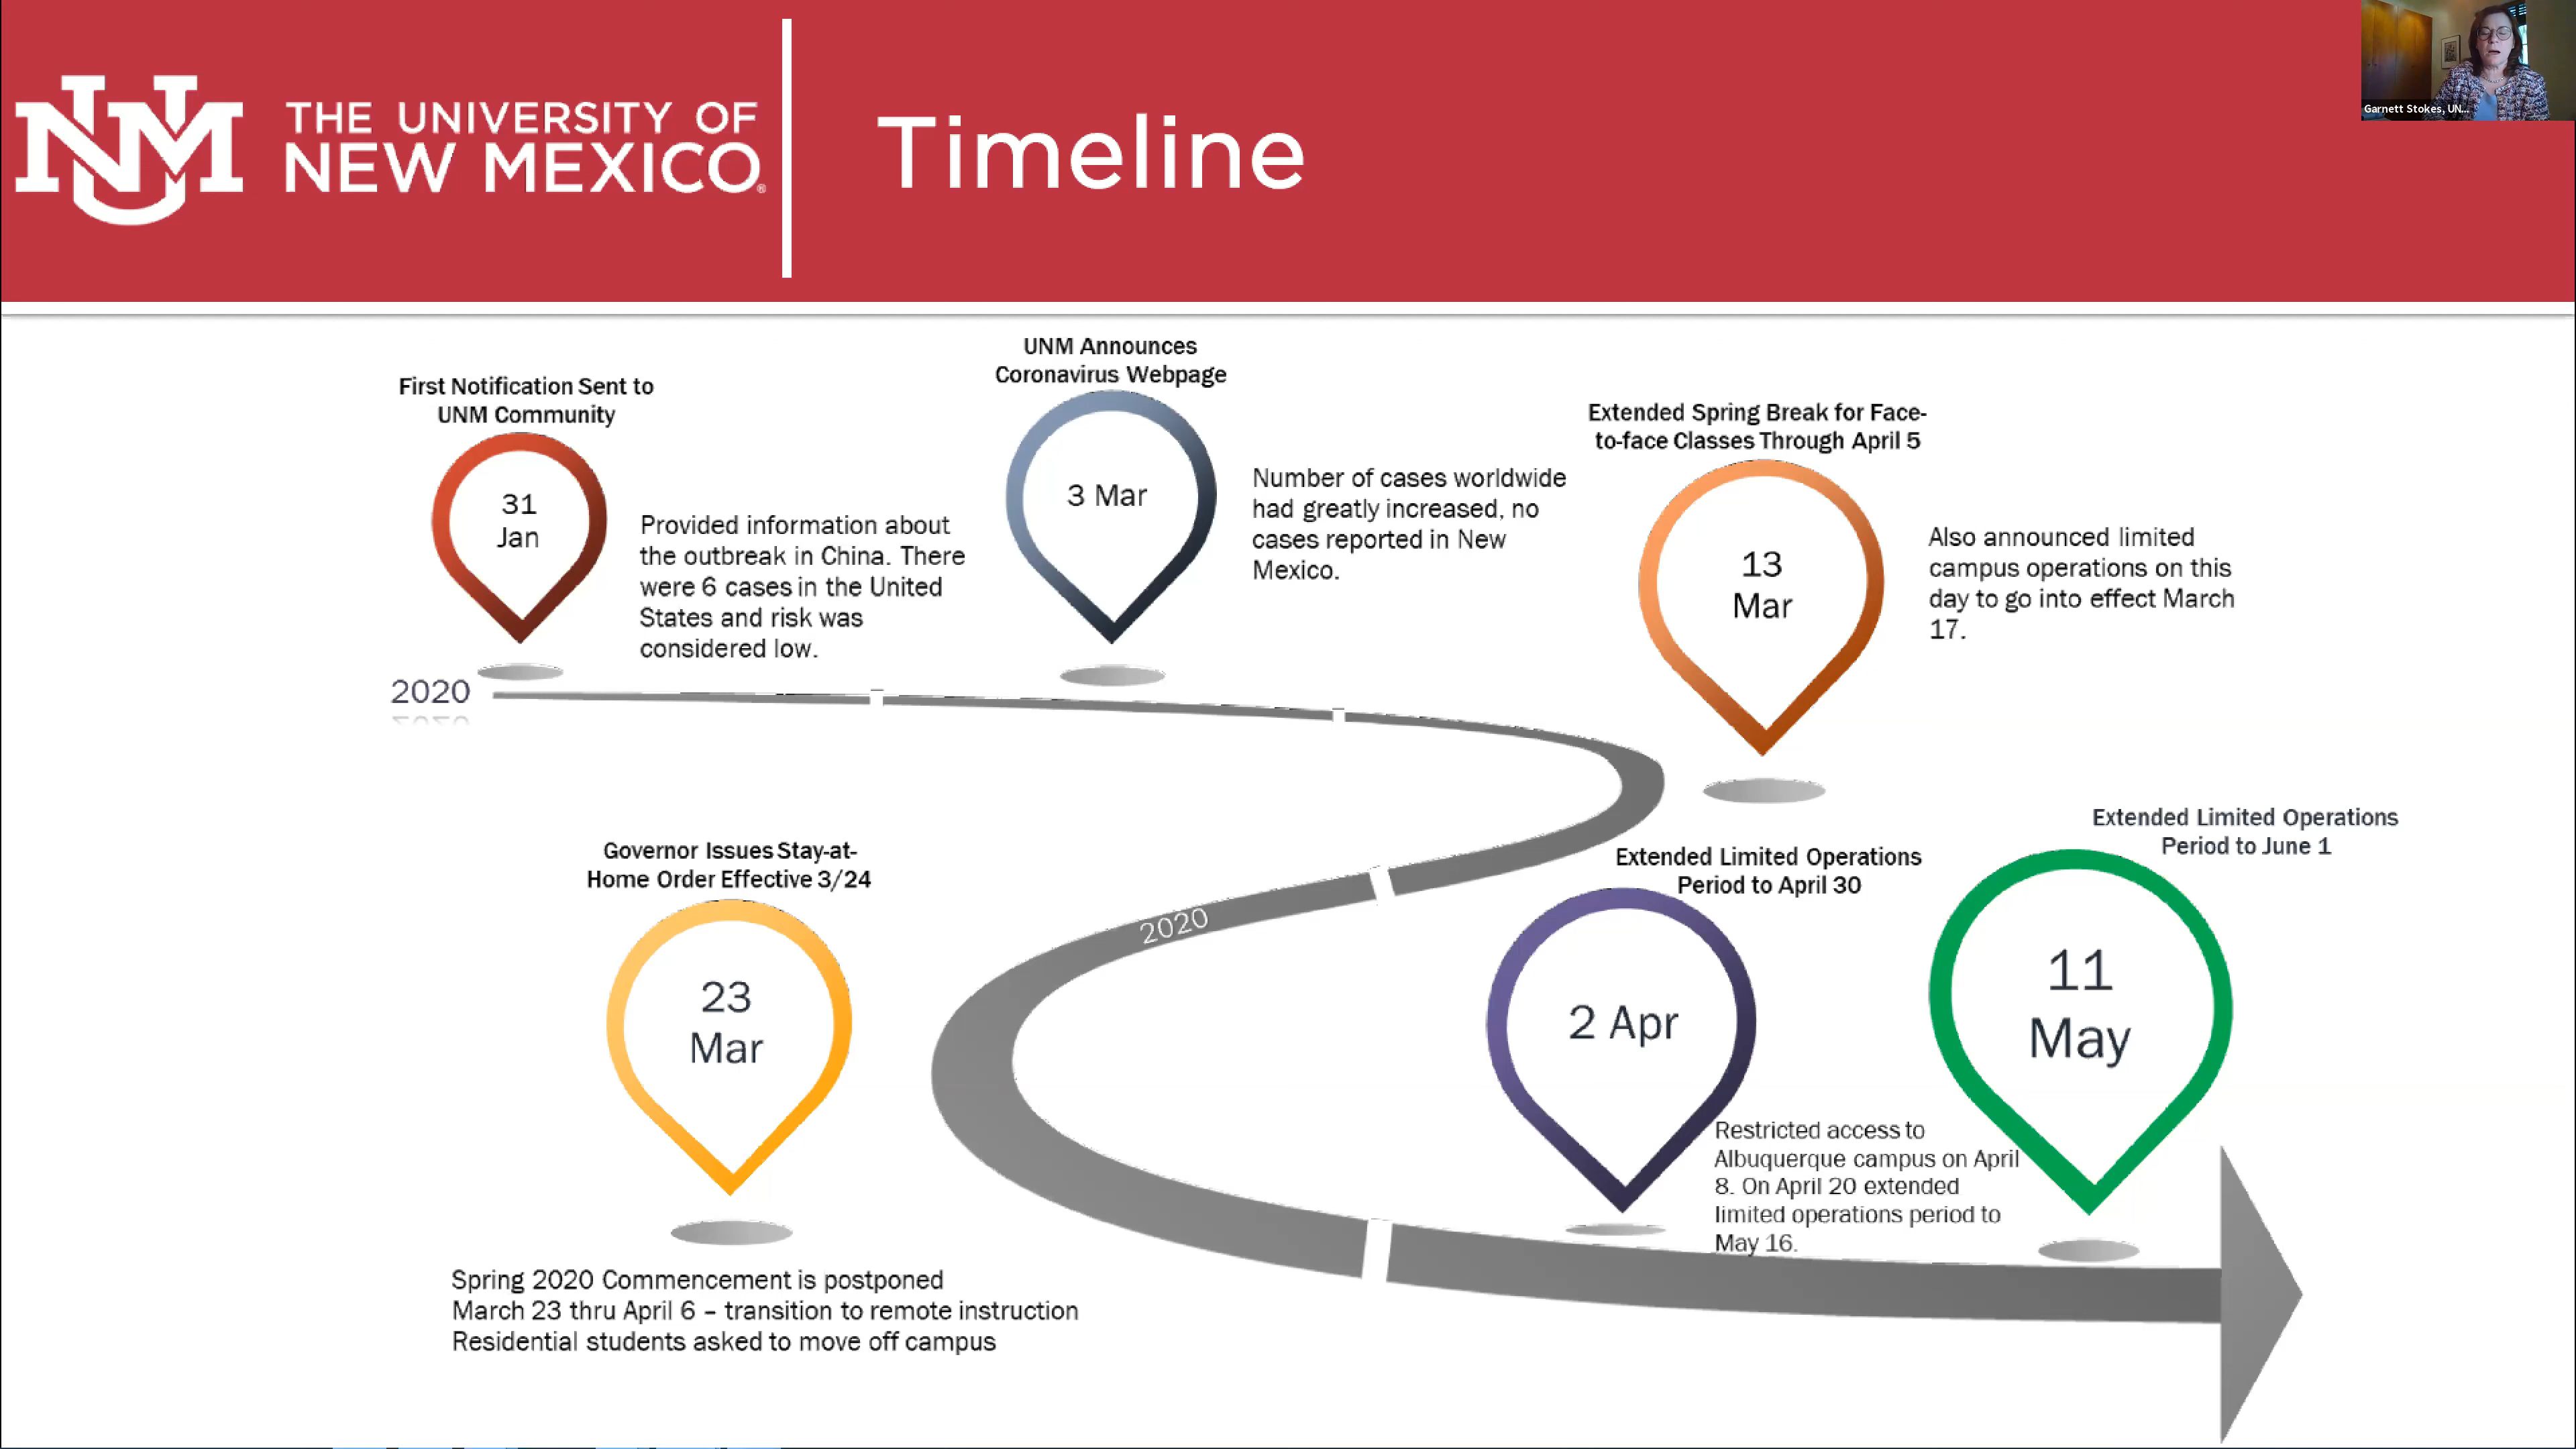 UNM
THE UNIVERSITY OF
NEW MEXICO®
Timeline
Garnett Stokes, UN...
First Notification Sent to
UNM Community
31
Jan
Provided information about
the outbreak in China. There
were 6 cases in the United
States and risk was
considered low.
UNM Announces
Coronavirus Webpage
3 Mar
Number of cases worldwide
had greatly increased, no
cases reported in New
Mexico.
Extended Spring Break for Face-
to-face Classes Through April 5
13
Mar
Also announced limited
campus operations on this
day to go into effect March
17.
2020
Governor Issues Stay-at-
Home Order Effective 3/24
23
Mar
Spring 2020 Commencement is postponed
March 23 thru April 6 – transition to remote instruction
Residential students asked to move off campus
2020
Extended Limited Operations
Period to April 30
2 Apr
Restricted access to
Albuquerque campus on April
8. On April 20 extended
limited operations period to
May 16.
Extended Limited Operations
Period to June 1
11
May